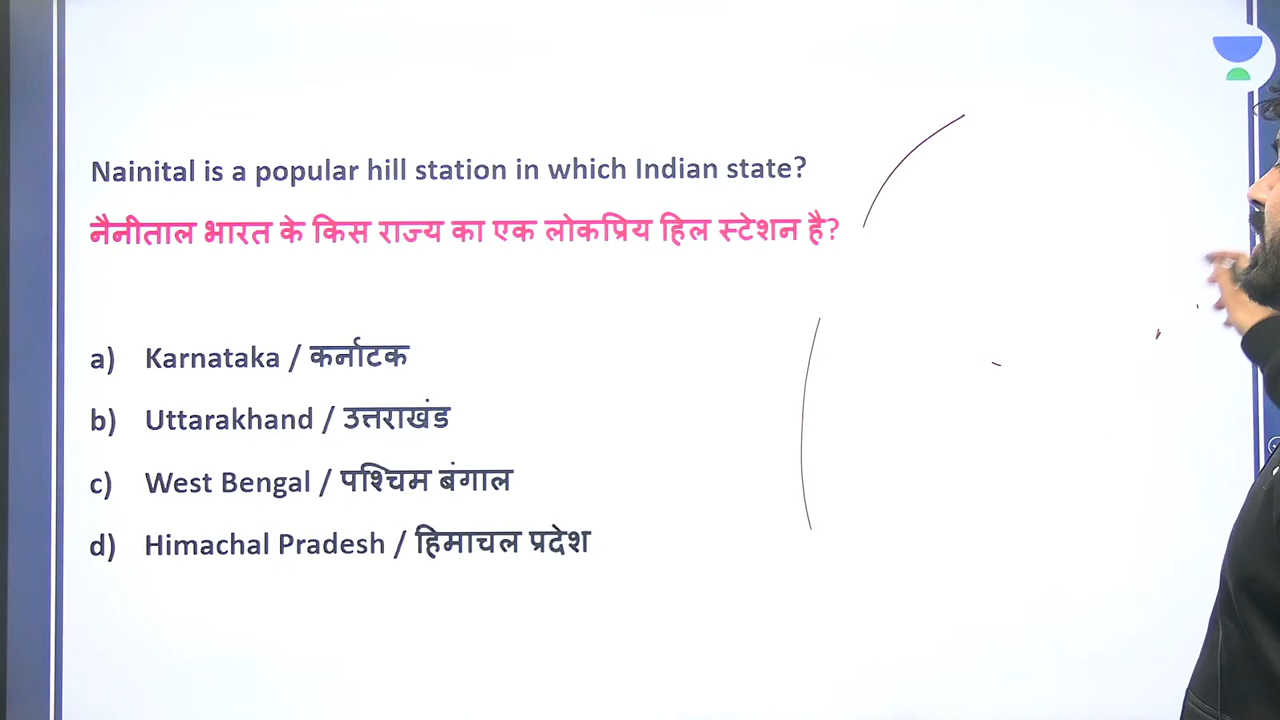 Nainital is a popular hill station in which Indian state?
नैनीताल भारत के किस राज्य का एक लोकप्रिय हिल स्टेशन है?
a) Karnataka / कर्नाटक
b) Uttarakhand / उत्तराखंड
c) West Bengal / पश्चिम बंगाल
d) Himachal Pradesh / हिमाचल प्रदेश